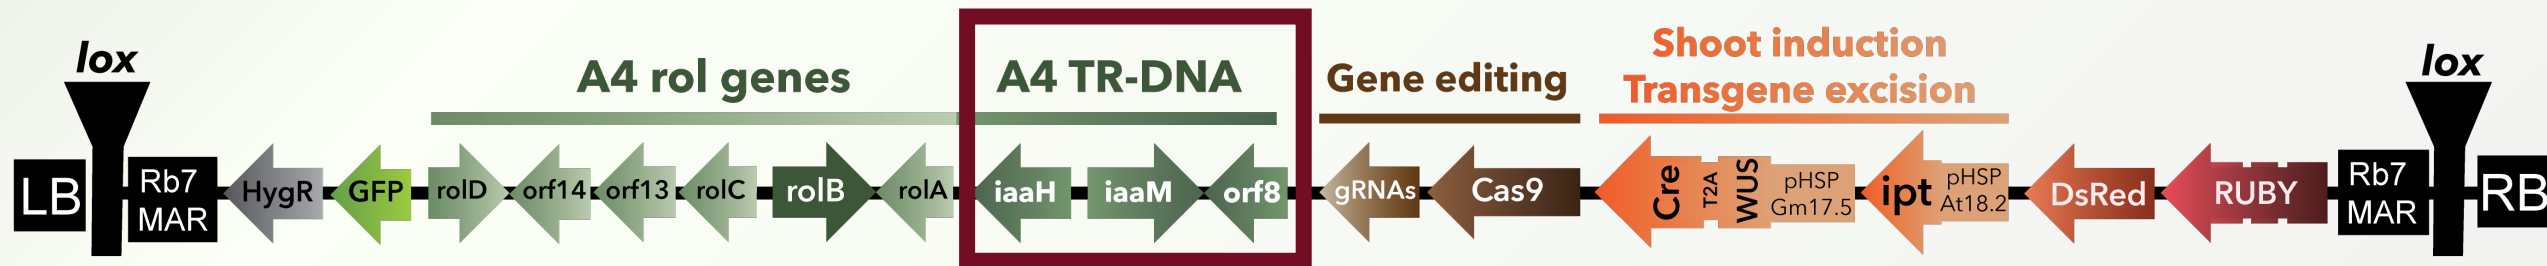 lox
A4 rol genes
A4 TR-DNA
Gene editing
Shoot induction
Transgene excision
lox
LB
Rb7
MAR
HygR
GFP
rolD
orf14
orf13
rolC
rolB
rolA
iaaH
iaaM
orf8
gRNAs
Cas9
Cre
T2A
WUS
pHSP
Gm17.5
ipt
pHSP
At18.2
DsRed
RUBY
Rb7
MAR
RB